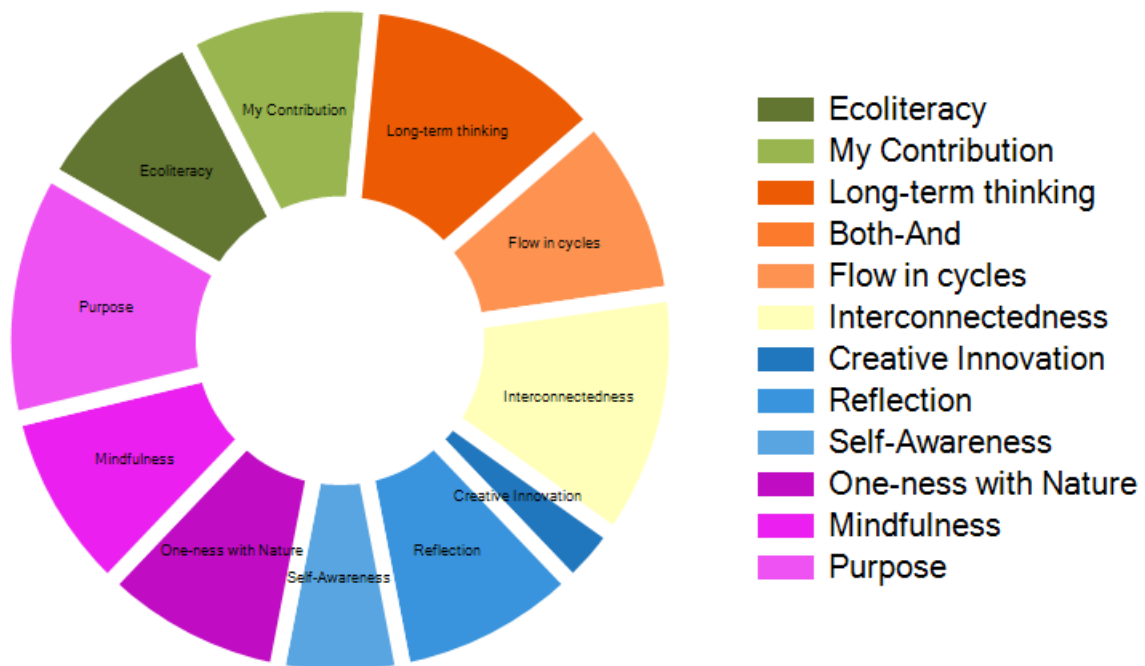 My Contribution
Long-term thinking
Ecoliteracy
Flow in cycles
Purpose
Interconnectedness
Mindfulness
Creative Innovation
One-ness with Nature
Reflection
Self-Awareness
Ecoliteracy
My Contribution
Long-term thinking
Both-And
Flow in cycles
Interconnectedness
Creative Innovation
Reflection
Self-Awareness
One-ness with Nature
Mindfulness
Purpose